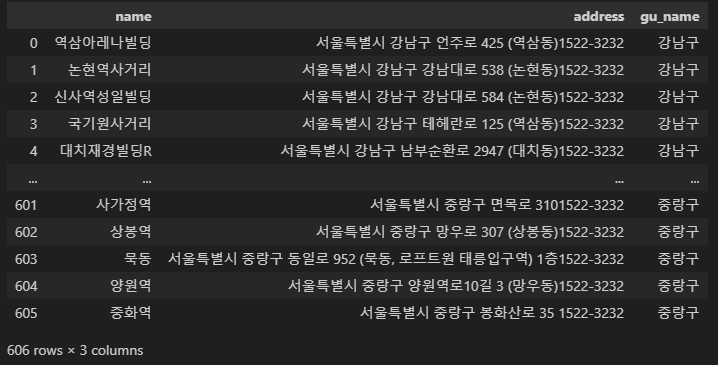 name address gu_name
0 역삼아레나빌딩 서울특별시 강남구 언주로 425 (역삼동)1522-3232 강남구
1 논현역사거리 서울특별시 강남구 강남대로 538 (논현동)1522-3232 강남구
2 신사역성일빌딩 서울특별시 강남구 강남대로 584 (논현동)1522-3232 강남구
3 국기원사거리 서울특별시 강남구 테헤란로 125 (역삼동)1522-3232 강남구
4 대치재경빌딩R 서울특별시 강남구 남부순환로 2947 (대치동)1522-3232 강남구
... ... ... ...
601 사가정역 서울특별시 중랑구 면목로 3101522-3232 중랑구
602 상봉역 서울특별시 중랑구 망우로 307 (상봉동)1522-3232 중랑구
603 묵동 서울특별시 중랑구 동일로 952 (묵동, 로프트원 태릉입구역) 1층1522-3232 중랑구
604 양원역 서울특별시 중랑구 양원역로10길 3 (망우동)1522-3232 중랑구
605 중화역 서울특별시 중랑구 봉화산로 35 1522-3232 중랑구
606 rows × 3 columns